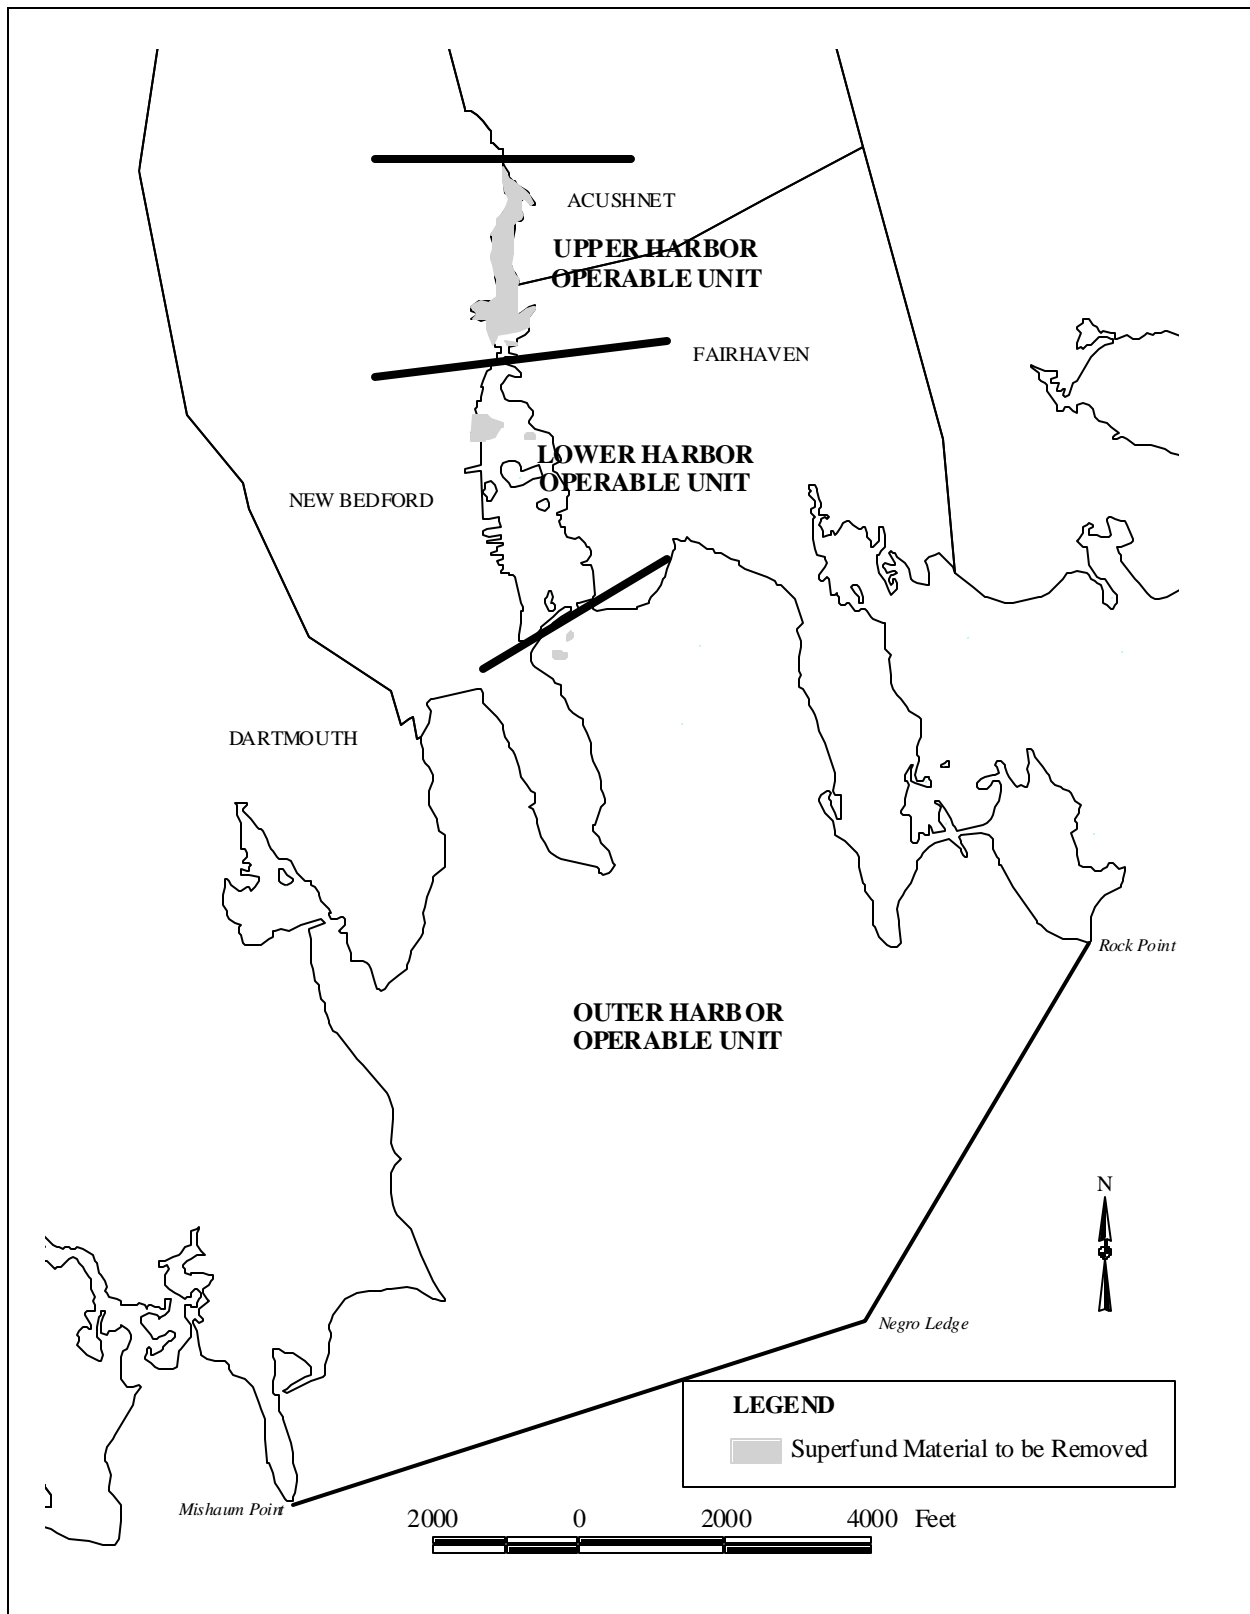 ACUSHNET
UPPER HARBOR
OPERABLE UNIT
FAIRHAVEN
LOWER HARBOR
OPERABLE UNIT
NEW BEDFORD
DARTMOUTH
Rock Point
OUTER HARBOR
OPERABLE UNIT
N
Negro Ledge
LEGEND
Superfund Material to be Removed
Mishaum Point
2000 0 2000 4000 Feet